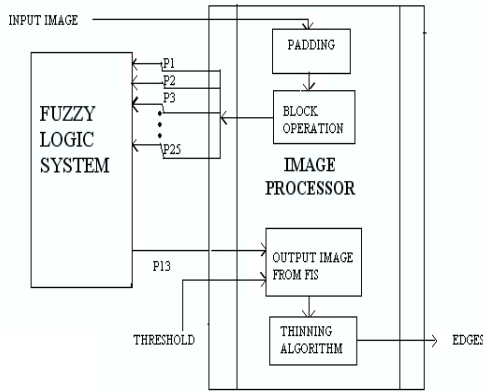 INPUT IMAGE
PADDING
P1
P2
P3
P25
BLOCK
OPERATION
FUZZY
LOGIC
SYSTEM
IMAGE
PROCESSOR
P13
OUTPUT IMAGE
FROM FIS
THRESHOLD
THINNING
ALGORITHM
EDGES